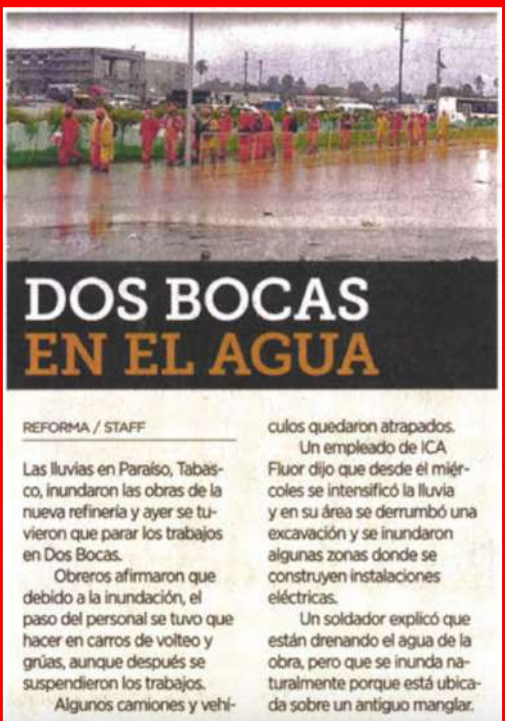 DOS BOCAS
EN EL AGUA
REFORMA / STAFF
Las lluvias en Paraíso, Tabas-
co, inundaron las obras de la
nueva refinería y ayer se tu-
vieron que parar los trabajos
en Dos Bocas.
Obreros afirmaron que
debido a la inundación, el
paso del personal se tuvo que
hacer en carros de volteo y
grúas, aunque después se
suspendieron los trabajos.
Algunos camiones y vehí-
culos quedaron atrapados.
Un empleado de ICA
Fluor dijo que desde el miér-
coles se intensificó la lluvia
y en su área se derrumbó una
excavación y se inundaron
algunas zonas donde se
construyen instalaciones
eléctricas.
Un soldador explicó que
están drenando el agua de la
obra, pero que se inunda na-
turalmente porque está ubica-
da sobre un antiguo manglar.